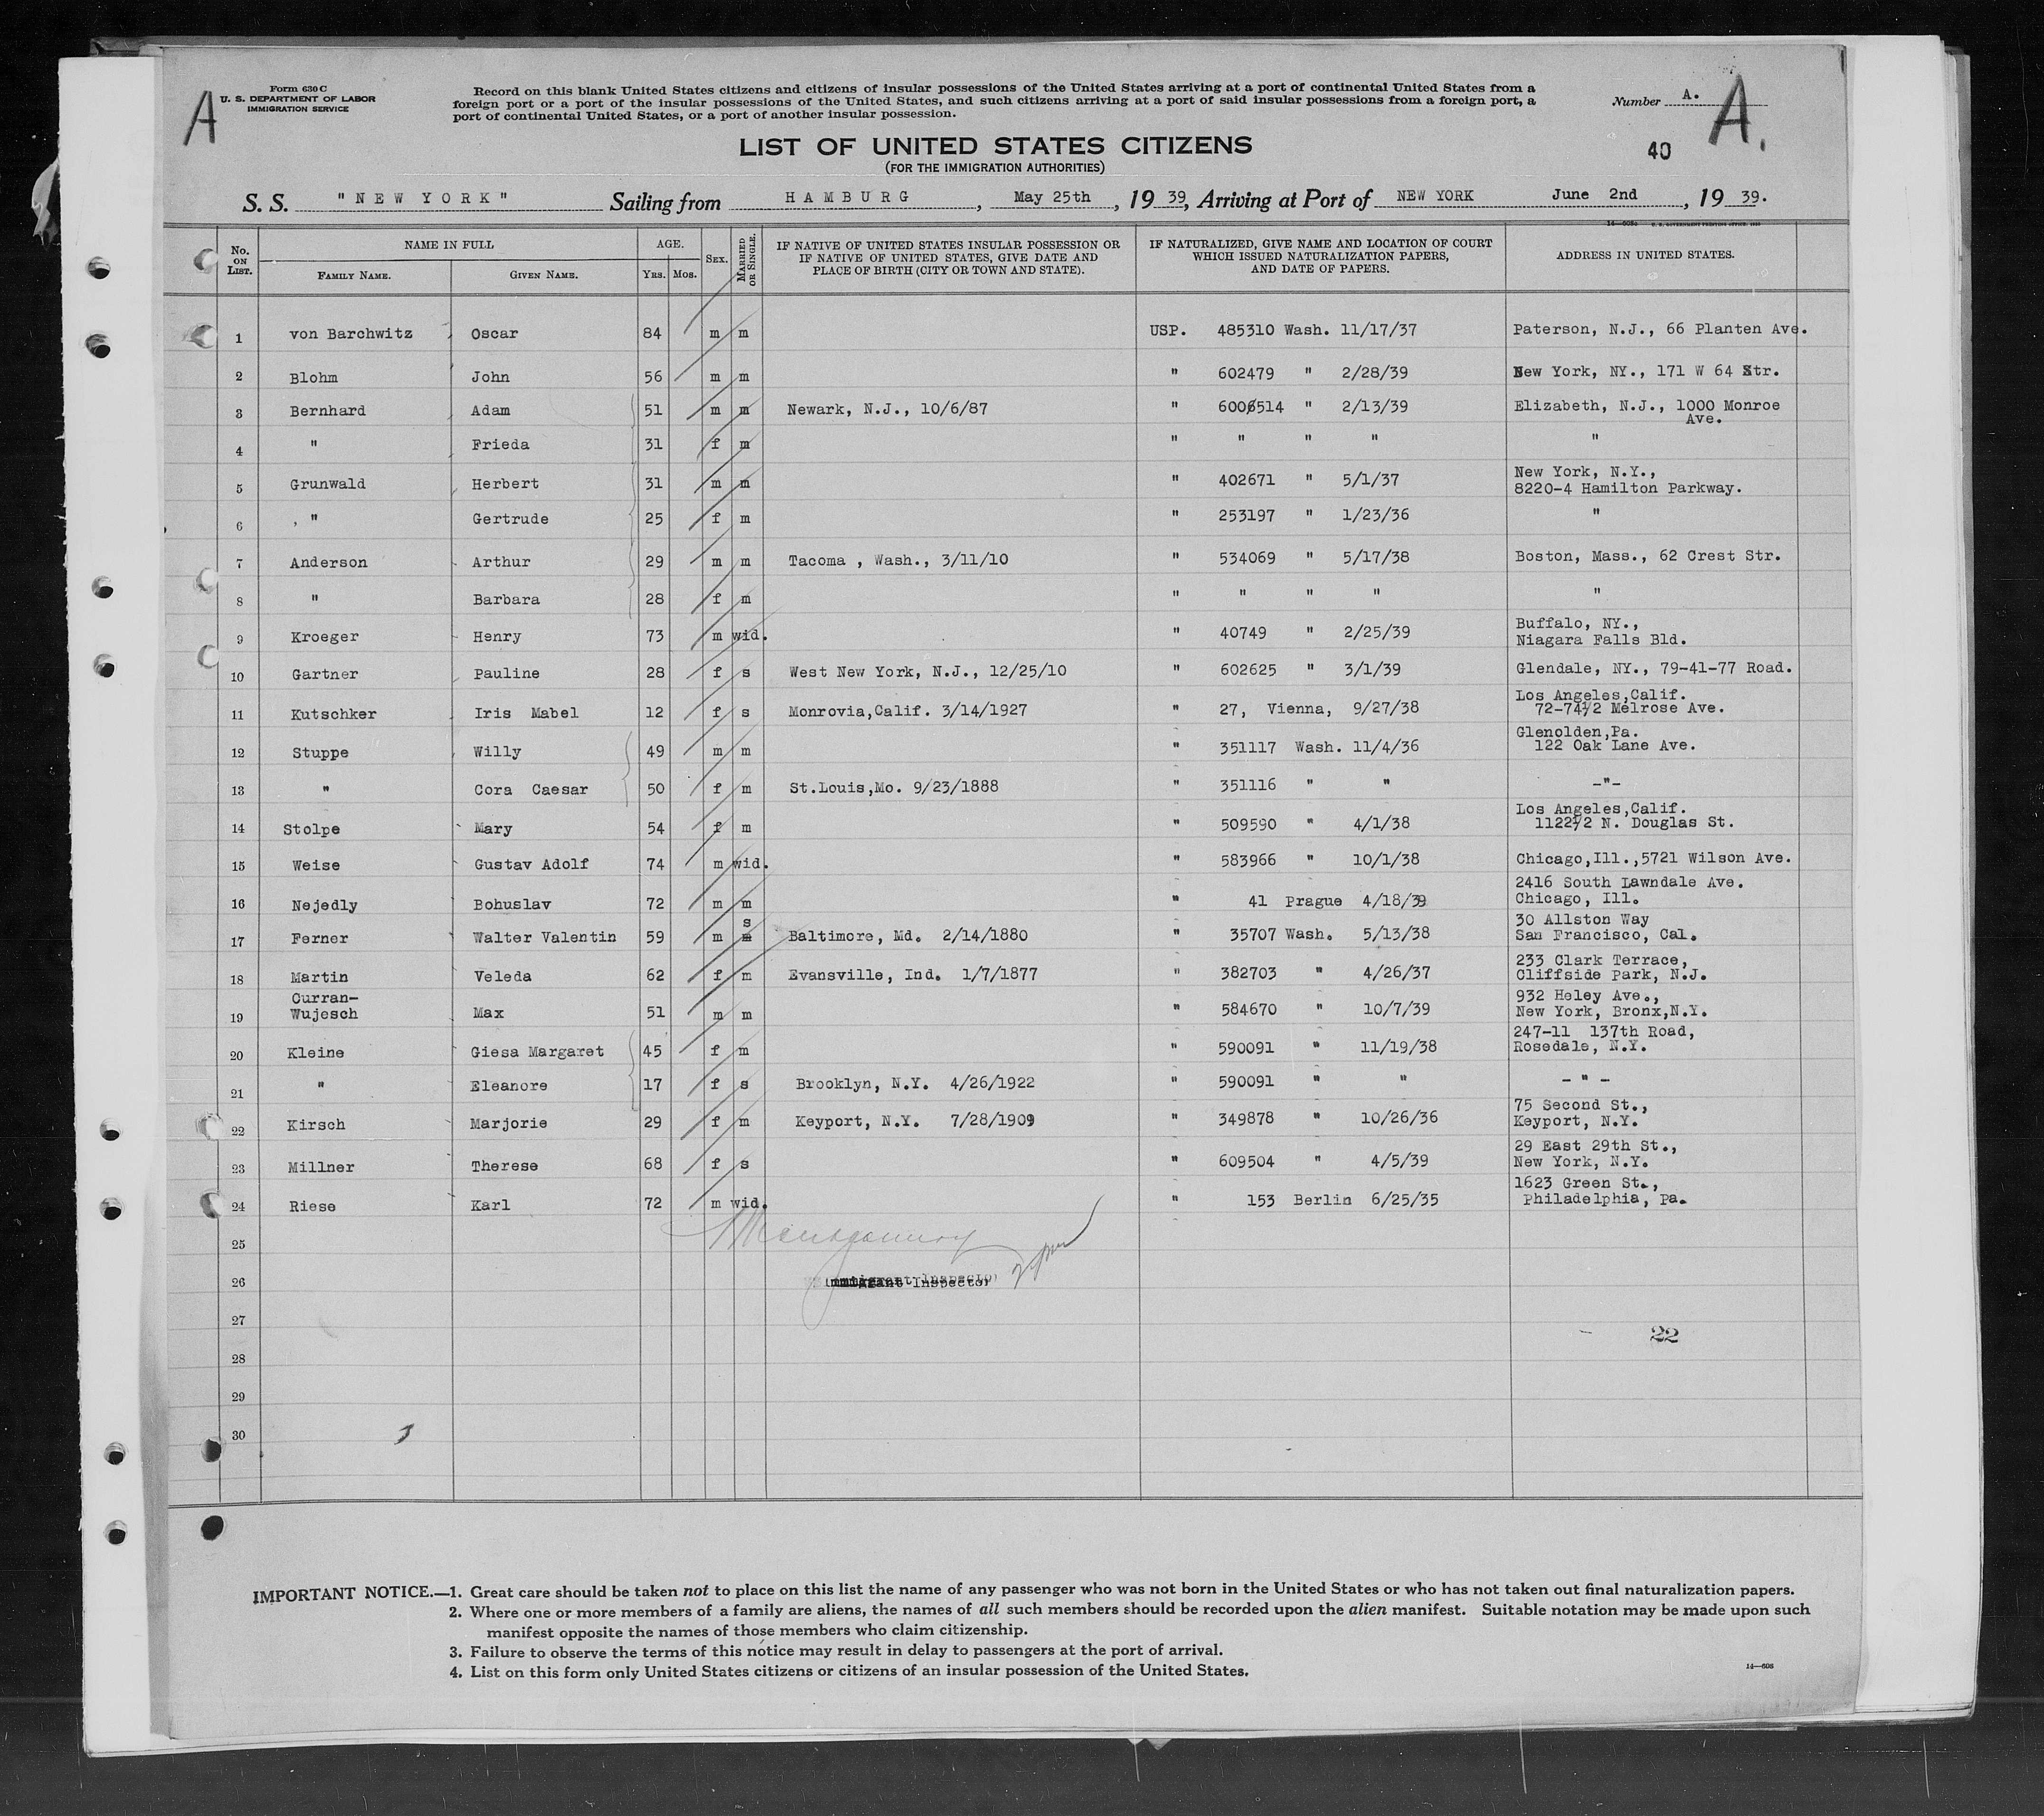 A
Form 630 C
U. S. DEPARTMENT OF LABOR
IMMIGRATION SERVICE
Record on this blank United States citizens and citizens of insular possessions of the United States arriving at a port of continental United States from a
foreign port or a port of the insular possessions of the United States, and such citizens arriving at a port of said insular possessions from a foreign port, a
port of continental United States, or a port of another insular possession.
Number A.
A.
40
LIST OF UNITED STATES CITIZENS
(FOR THE IMMIGRATION AUTHORITIES)
S. S. "NEW YORK" Sailing from HAMBURG, May 25th, 19 39, Arriving at Port of NEW YORK June 2nd, 19 39.
No. ON LIST. NAME IN FULL FAMILY NAME. GIVEN NAME. AGE. YRS. MOS. SEX. MARRIED OR SINGLE. IF NATIVE OF UNITED STATES INSULAR POSSESSION OR IF NATIVE OF UNITED STATES, GIVE DATE AND PLACE OF BIRTH (CITY OR TOWN AND STATE). IF NATURALIZED, GIVE NAME AND LOCATION OF COURT WHICH ISSUED NATURALIZATION PAPERS, AND DATE OF PAPERS. ADDRESS IN UNITED STATES.
1 von Barchwitz Oscar 84 m m USP. 485310 Wash. 11/17/37 Paterson, N.J., 66 Planten Ave.
2 Blohm John 56 m m " 602479 " 2/28/39 New York, NY., 171 W 64 Str.
3 Bernhard Adam 51 m m Newark, N.J., 10/6/87 " 6006514 " 2/13/39 Elizabeth, N.J., 1000 Monroe Ave.
4 " Frieda 31 f m " " " " "
5 Grunwald Herbert 31 m m " 402671 " 5/1/37 New York, N.Y., 8220-4 Hamilton Parkway.
6 " Gertrude 25 f m " 253197 " 1/23/36 "
7 Anderson Arthur 29 m m Tacoma , Wash., 3/11/10 " 534069 " 5/17/38 Boston, Mass., 62 Crest Str.
8 " Barbara 28 f m " " " " "
9 Kroeger Henry 73 m wid. " 40749 " 2/25/39 Buffalo, NY., Niagara Falls Bld.
10 Gartner Pauline 28 f s West New York, N.J., 12/25/10 " 602625 " 3/1/39 Glendale, NY., 79-41-77 Road.
11 Kutschker Iris Mabel 12 f s Monrovia,Calif. 3/14/1927 " 27, Vienna, 9/27/38 Los Angeles,Calif. 72-741/2 Melrose Ave.
12 Stuppe Willy 49 m m " 351117 Wash. 11/4/36 Glenolden,Pa. 122 Oak Lane Ave.
13 " Cora Caesar 50 f m St.Louis,Mo. 9/23/1888 " 351116 " " -"-
14 Stolpe Mary 54 f m " 509590 " 4/1/38 Los Angeles,Calif. 11221/2 N. Douglas St.
15 Weise Gustav Adolf 74 m wid. " 583966 " 10/1/38 Chicago,Ill.,5721 Wilson Ave.
16 Nejedly Bohuslav 72 m m " 41 Prague 4/18/39 2416 South Lawndale Ave. Chicago, Ill.
17 Ferner Walter Valentin 59 m s Baltimore, Md. 2/14/1880 " 35707 Wash. 5/13/38 30 Allston Way San Francisco, Cal.
18 Martin Veleda 62 f m Evansville, Ind. 1/7/1877 " 382703 " 4/26/37 233 Clark Terrace, Cliffside Park, N.J.
19 Curran-Wujesch Max 51 m m " 584670 " 10/7/39 932 Heley Ave., New York, Bronx,N.Y.
20 Kleine Giesa Margaret 45 f m " 590091 " 11/19/38 247-11 137th Road, Rosedale, N.Y.
21 " Eleanore 17 f s Brooklyn, N.Y. 4/26/1922 " 590091 " " - " -
22 Kirsch Marjorie 29 f m Keyport, N.Y. 7/28/1909 " 349878 " 10/26/36 75 Second St., Keyport, N.Y.
23 Millner Therese 68 f s " 609504 " 4/5/39 29 East 29th St., New York, N.Y.
24 Riese Karl 72 m wid. " 153 Berlin 6/25/35 1623 Green St., Philadelphia, Pa.
25 Montgomery
26 Immigrant Inspector
27
22
28
29
30
IMPORTANT NOTICE.—1. Great care should be taken not to place on this list the name of any passenger who was not born in the United States or who has not taken out final naturalization papers.
2. Where one or more members of a family are aliens, the names of all such members should be recorded upon the alien manifest. Suitable notation may be made upon such
manifest opposite the names of those members who claim citizenship.
3. Failure to observe the terms of this notice may result in delay to passengers at the port of arrival.
4. List on this form only United States citizens or citizens of an insular possession of the United States.
14—608